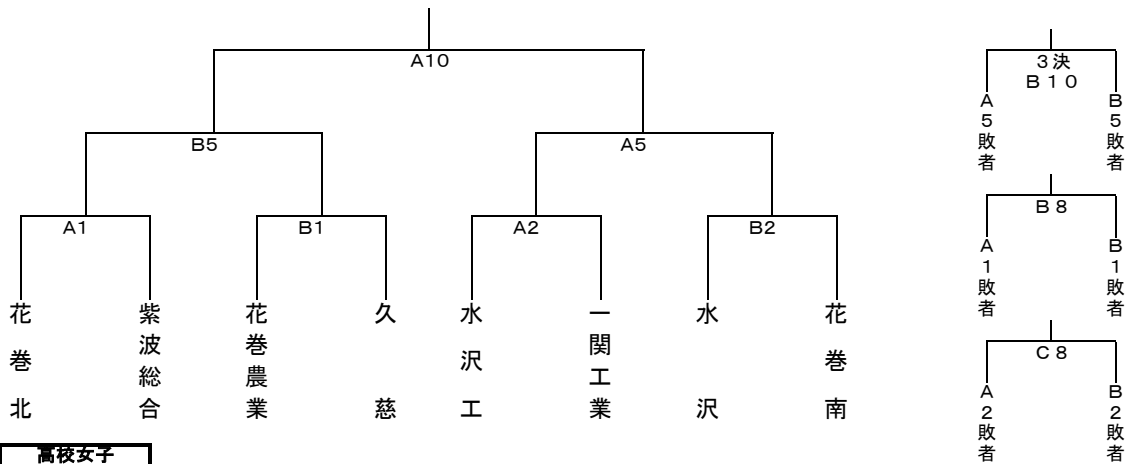 A10
B5
A5
A1
B1
A2
B2
花巻北
紫波総合
花巻農業
久慈
水沢工
一関工業
水沢
花巻南
高校女子
3決
B10
A5敗者
B5敗者
B8
A1敗者
B1敗者
C8
A2敗者
B2敗者